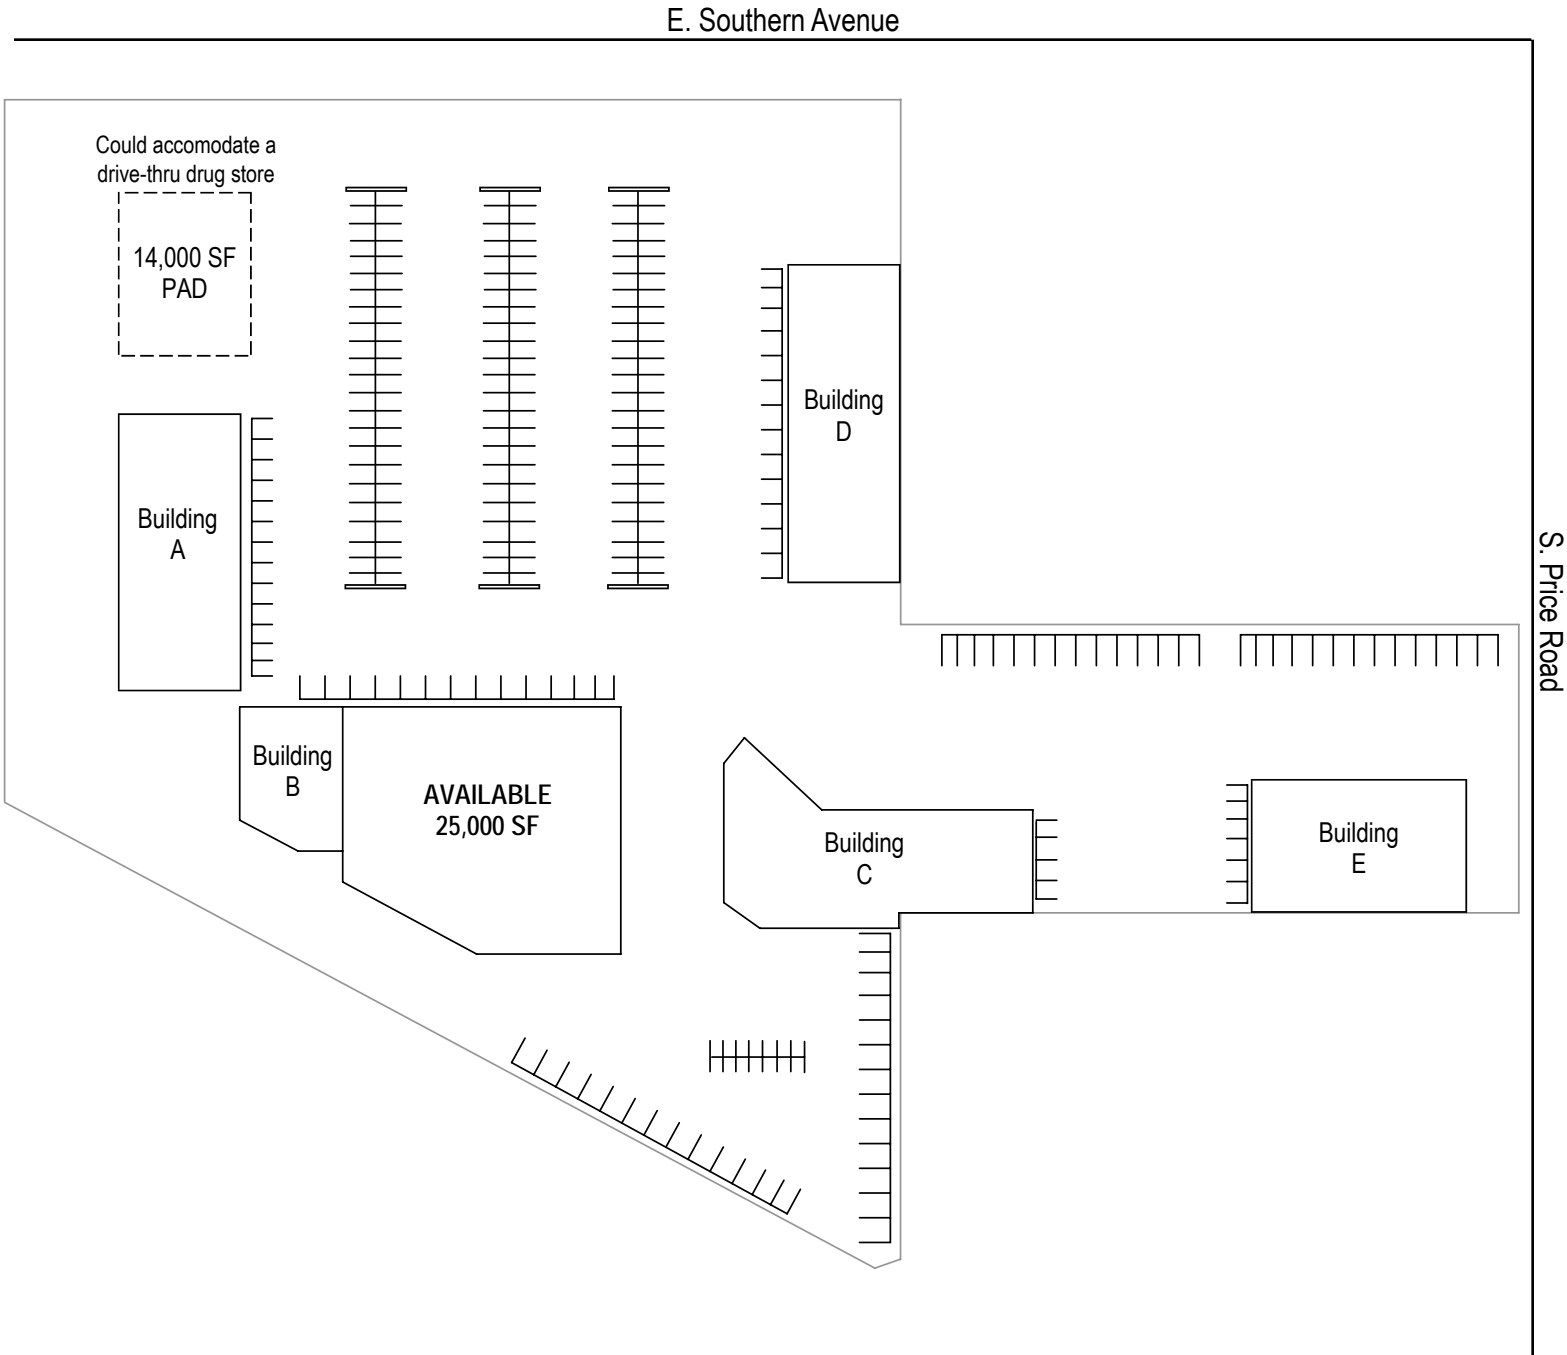 E. Southern Avenue
Could accomodate a
drive-thru drug store
14,000 SF
PAD
Building
D
Building
A
S. Price Road
Building
B
AVAILABLE
25,000 SF
Building
C
Building
E